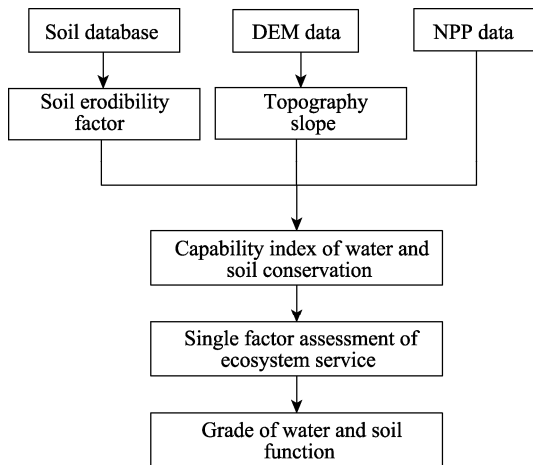 Soil database
DEM data
NPP data
Soil erodibility
factor
Topography
slope
Capability index of water and
soil conservation
Single factor assessment of
ecosystem service
Grade of water and soil
function